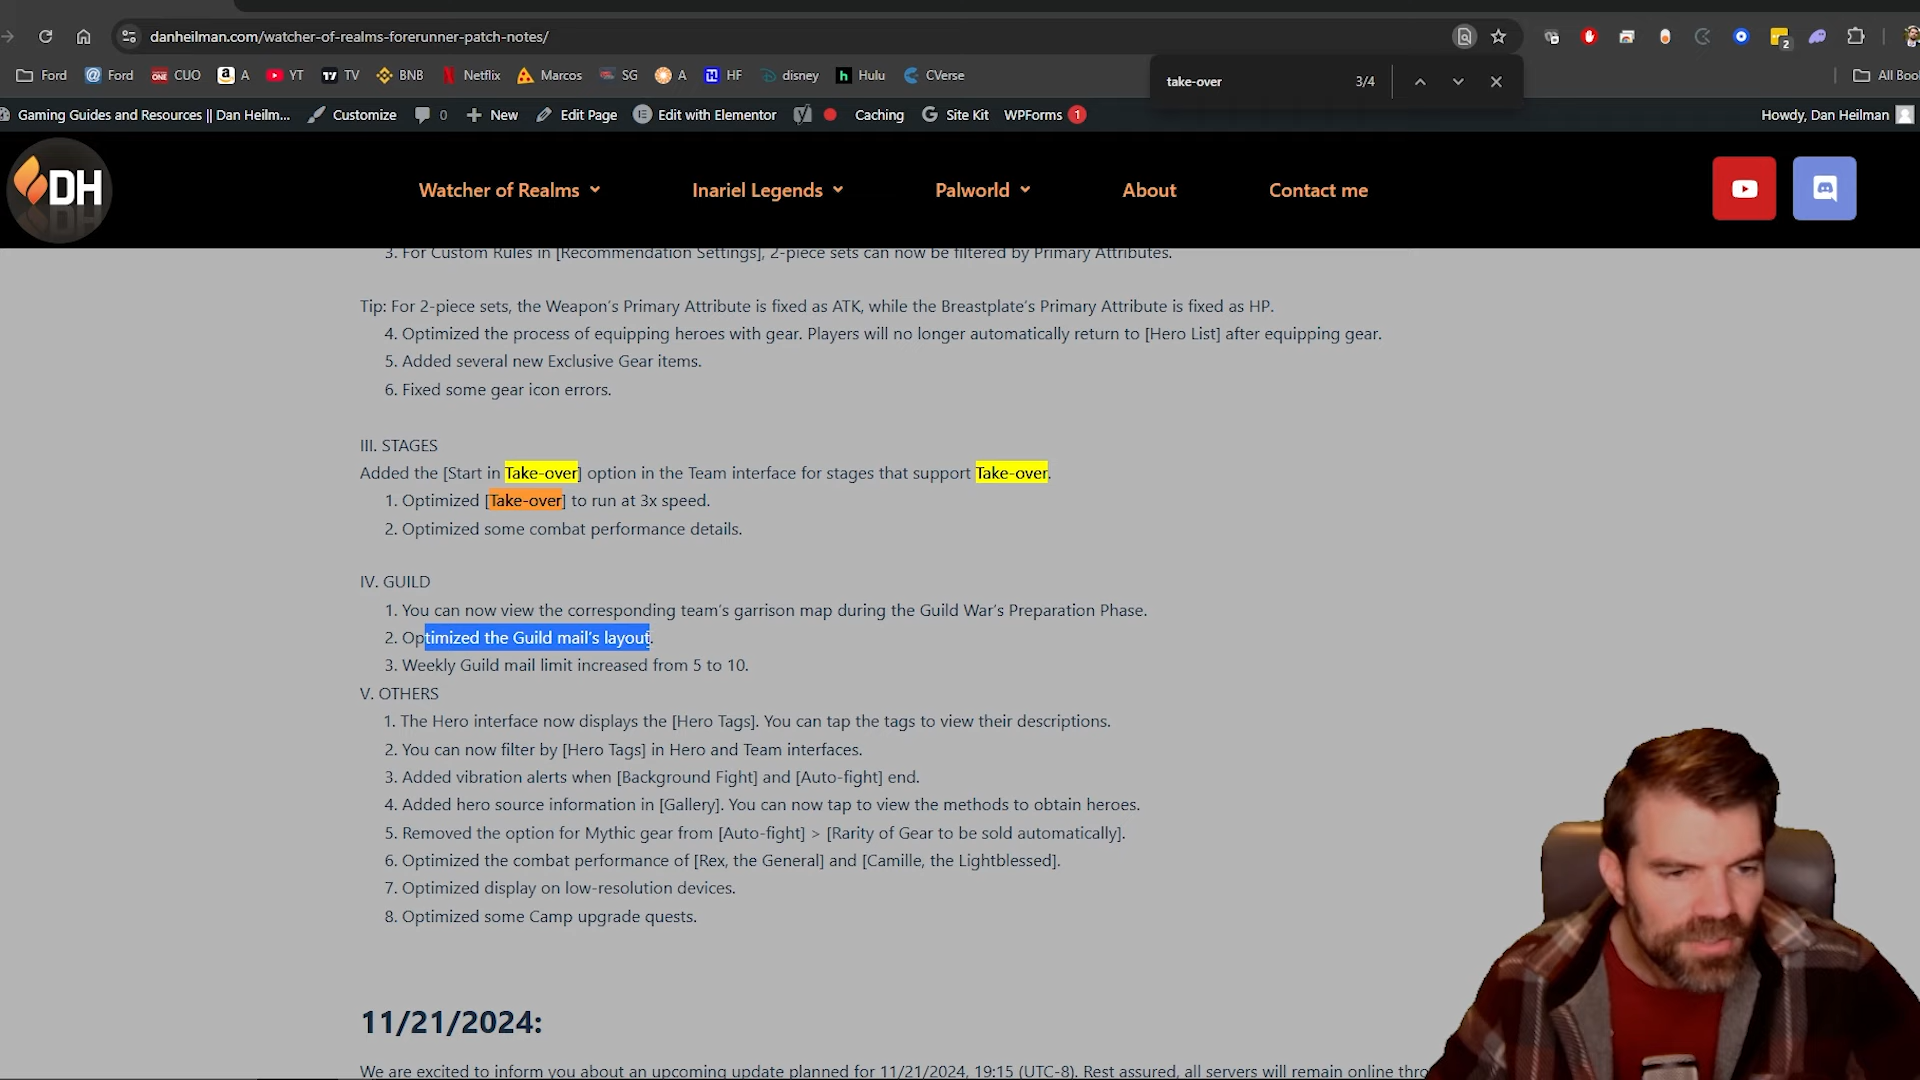 danheilman.com/watcher-of-realms-forerunner-patch-notes/
take-over 3/4
Ford Ford CUO A YT TV BNB Netflix Marcos SG A HF disney Hulu CVerse All Boo
Gaming Guides and Resources || Dan Heilm... Customize 0 New Edit Page Edit with Elementor Caching Site Kit WPForms 1 Howdy, Dan Heilman
DH Watcher of Realms Inariel Legends Palworld About Contact me
3. For Custom Rules in [Recommendation Settings], 2-piece sets can now be filtered by Primary Attributes.
Tip: For 2-piece sets, the Weapon's Primary Attribute is fixed as ATK, while the Breastplate's Primary Attribute is fixed as HP.
4. Optimized the process of equipping heroes with gear. Players will no longer automatically return to [Hero List] after equipping gear.
5. Added several new Exclusive Gear items.
6. Fixed some gear icon errors.
III. STAGES
Added the [Start in Take-over] option in the Team interface for stages that support Take-over.
1. Optimized [Take-over] to run at 3x speed.
2. Optimized some combat performance details.
IV. GUILD
1. You can now view the corresponding team's garrison map during the Guild War's Preparation Phase.
2. Optimized the Guild mail's layout.
3. Weekly Guild mail limit increased from 5 to 10.
V. OTHERS
1. The Hero interface now displays the [Hero Tags]. You can tap the tags to view their descriptions.
2. You can now filter by [Hero Tags] in Hero and Team interfaces.
3. Added vibration alerts when [Background Fight] and [Auto-fight] end.
4. Added hero source information in [Gallery]. You can now tap to view the methods to obtain heroes.
5. Removed the option for Mythic gear from [Auto-fight] > [Rarity of Gear to be sold automatically].
6. Optimized the combat performance of [Rex, the General] and [Camille, the Lightblessed].
7. Optimized display on low-resolution devices.
8. Optimized some Camp upgrade quests.
11/21/2024:
We are excited to inform you about an upcoming update planned for 11/21/2024, 19:15 (UTC-8). Rest assured, all servers will remain online thro